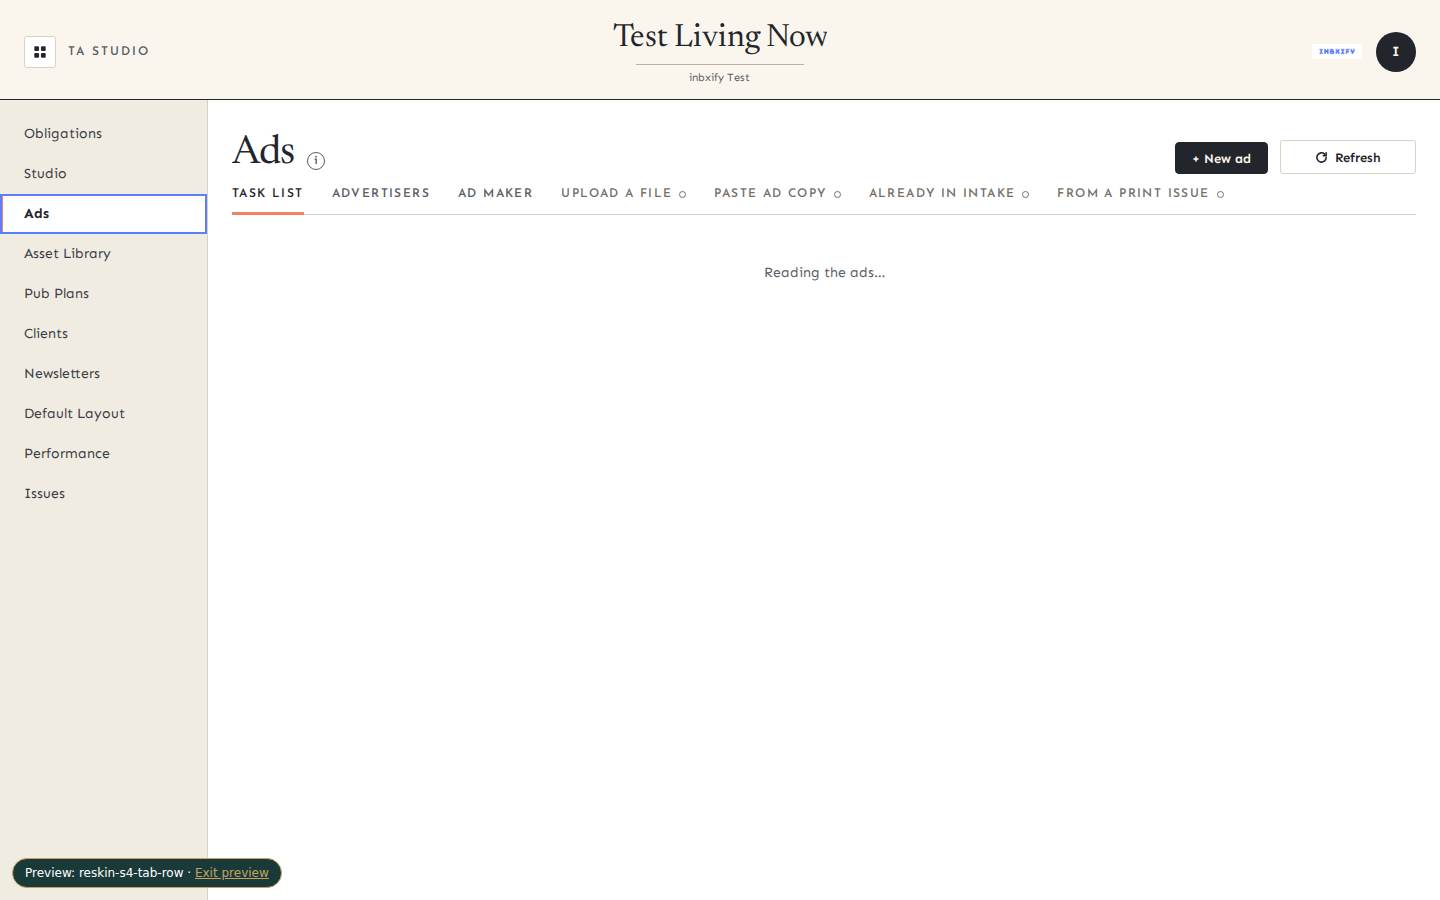 TA STUDIO
Test Living Now
inbxify Test
INBXIFY
I
Obligations
Studio
Ads
Asset Library
Pub Plans
Clients
Newsletters
Default Layout
Performance
Issues
Ads
i
+ New ad
Refresh
TASK LIST
ADVERTISERS
AD MAKER
UPLOAD A FILE
PASTE AD COPY
ALREADY IN INTAKE
FROM A PRINT ISSUE
Reading the ads...
Preview: reskin-s4-tab-row · Exit preview